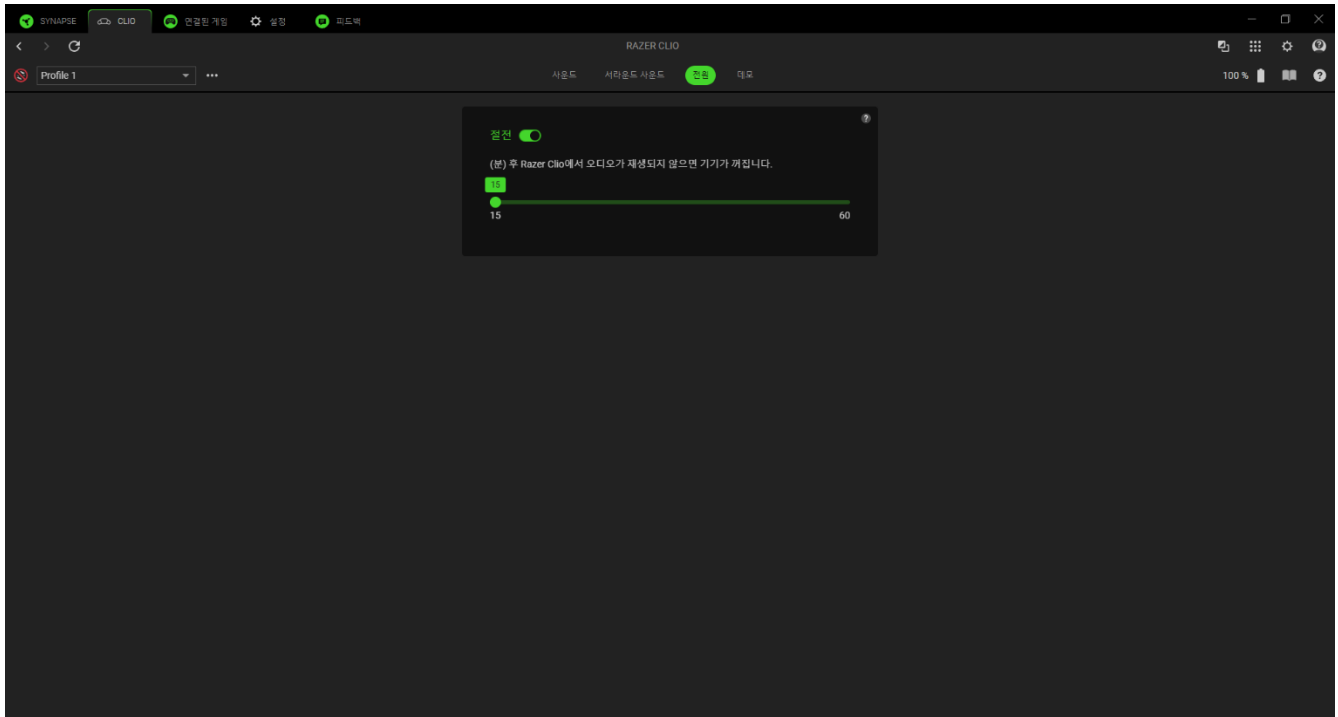 SYNAPSE CLIO 연결된 게임 설정 피드백
RAZER CLIO
Profile 1 사운드 서라운드 사운드 전원 데모 100 %
절전
(분) 후 Razer Clio에서 오디오가 재생되지 않으면 기기가 꺼집니다.
15
15 60